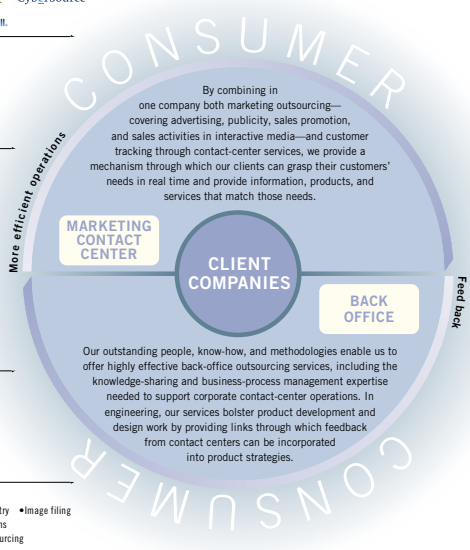 Cybersource
CONSUMER
By combining in
one company both marketing outsourcing—
covering advertising, publicity, sales promotion,
and sales activities in interactive media—and customer
tracking through contact-center services, we provide a
mechanism through which our clients can grasp their customers'
needs in real time and provide information, products, and
services that match those needs.
More efficient operations
MARKETING
CONTACT
CENTER
CLIENT
COMPANIES
BACK
OFFICE
Feed back
Our outstanding people, know-how, and methodologies enable us to
offer highly effective back-office outsourcing services, including the
knowledge-sharing and business-process management expertise
needed to support corporate contact-center operations. In
engineering, our services bolster product development and
design work by providing links through which feedback
from contact centers can be incorporated
into product strategies.
CONSUMER
•Image filing